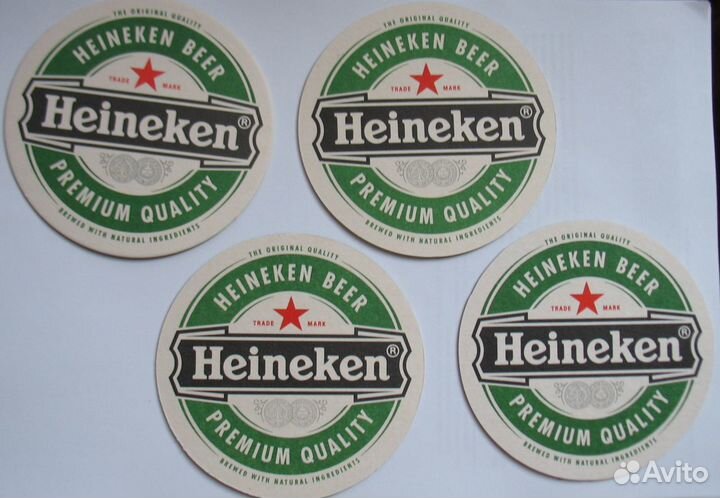 THE ORIGINAL QUALITY
HEINEKEN BEER
TRADE MARK
Heineken®
PREMIUM QUALITY
BREWED WITH NATURAL INGREDIENTS
THE ORIGINAL QUALITY
HEINEKEN BEER
TRADE MARK
Heineken®
PREMIUM QUALITY
BREWED WITH NATURAL INGREDIENTS
THE ORIGINAL QUALITY
HEINEKEN BEER
TRADE MARK
Heineken®
PREMIUM QUALITY
BREWED WITH NATURAL INGREDIENTS
THE ORIGINAL QUALITY
HEINEKEN BEER
TRADE MARK
Heineken®
PREMIUM QUALITY
BREWED WITH NATURAL INGREDIENTS
Avito